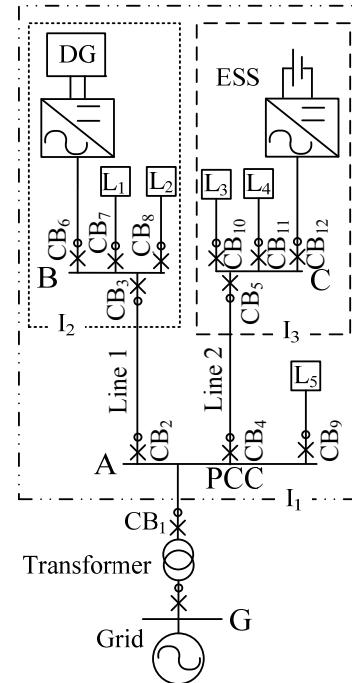 DG
ESS
L₁
L₂
L₃
L₄
CB₆
CB₇
CB₈
CB₁₀
CB₁₁
CB₁₂
B
C
CB₃
CB₅
I₂
I₃
Line 1
Line 2
L₅
CB₂
CB₄
CB₉
A
PCC
I₁
CB₁
Transformer
G
Grid